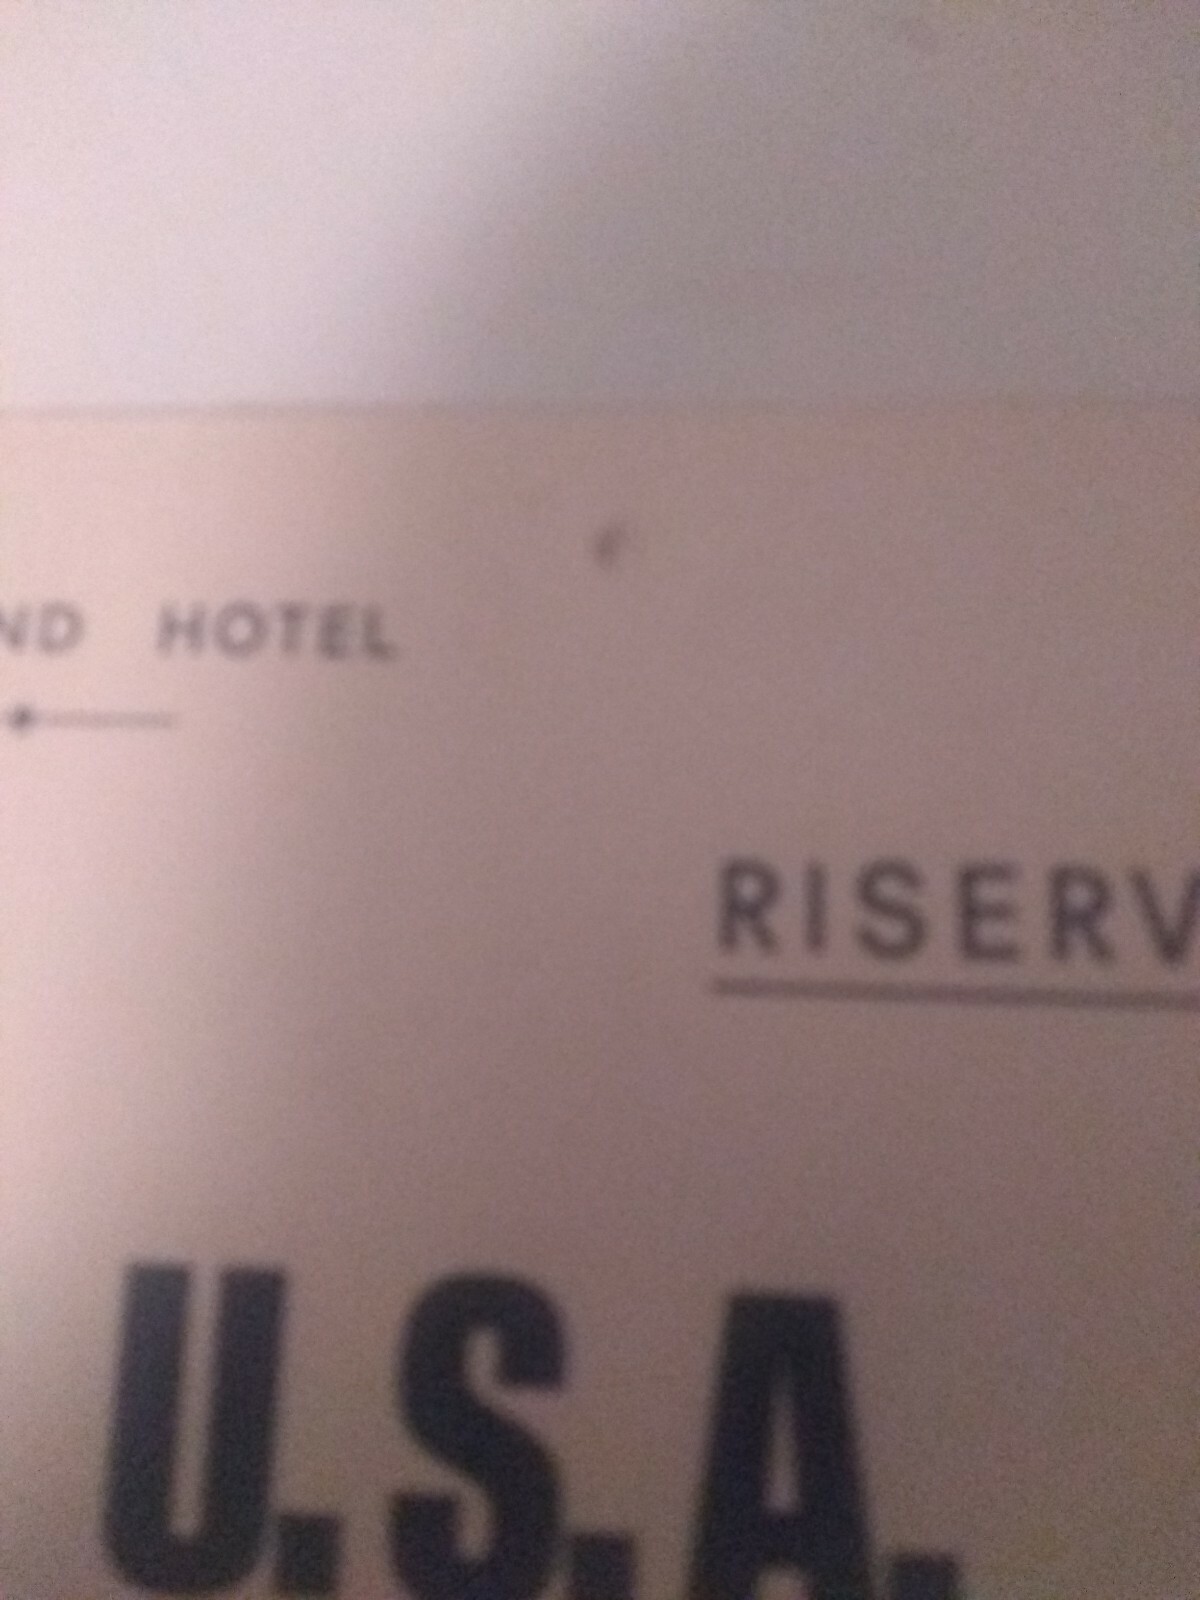 ND HOTEL
RISERV
U.S.A.